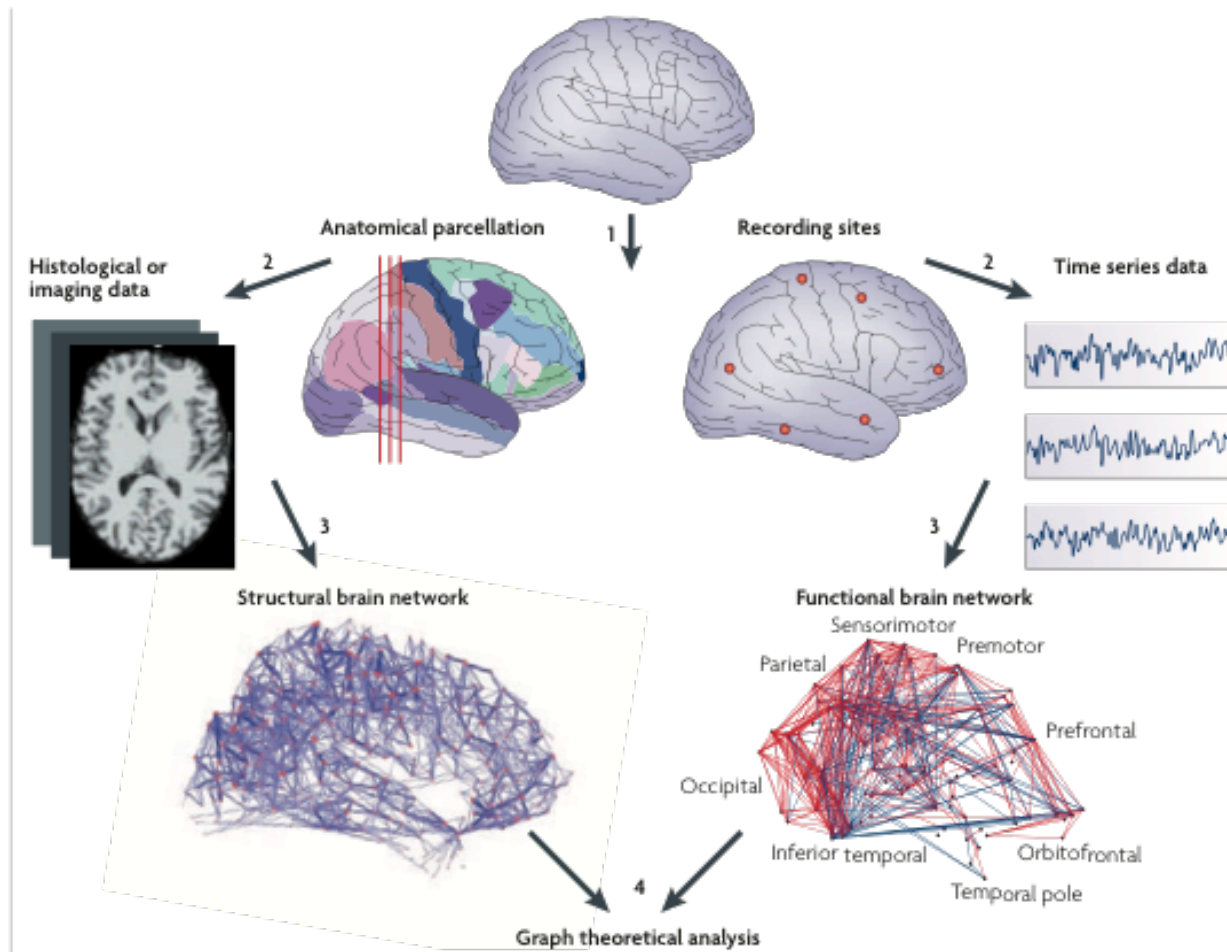 Anatomical parcellation
1
Recording sites
2
Histological or
imaging data
2
Time series data
3
3
Structural brain network
Functional brain network
Sensorimotor
Premotor
Parietal
Prefrontal
Occipital
Inferior temporal
Orbitofrontal
Temporal pole
4
Graph theoretical analysis